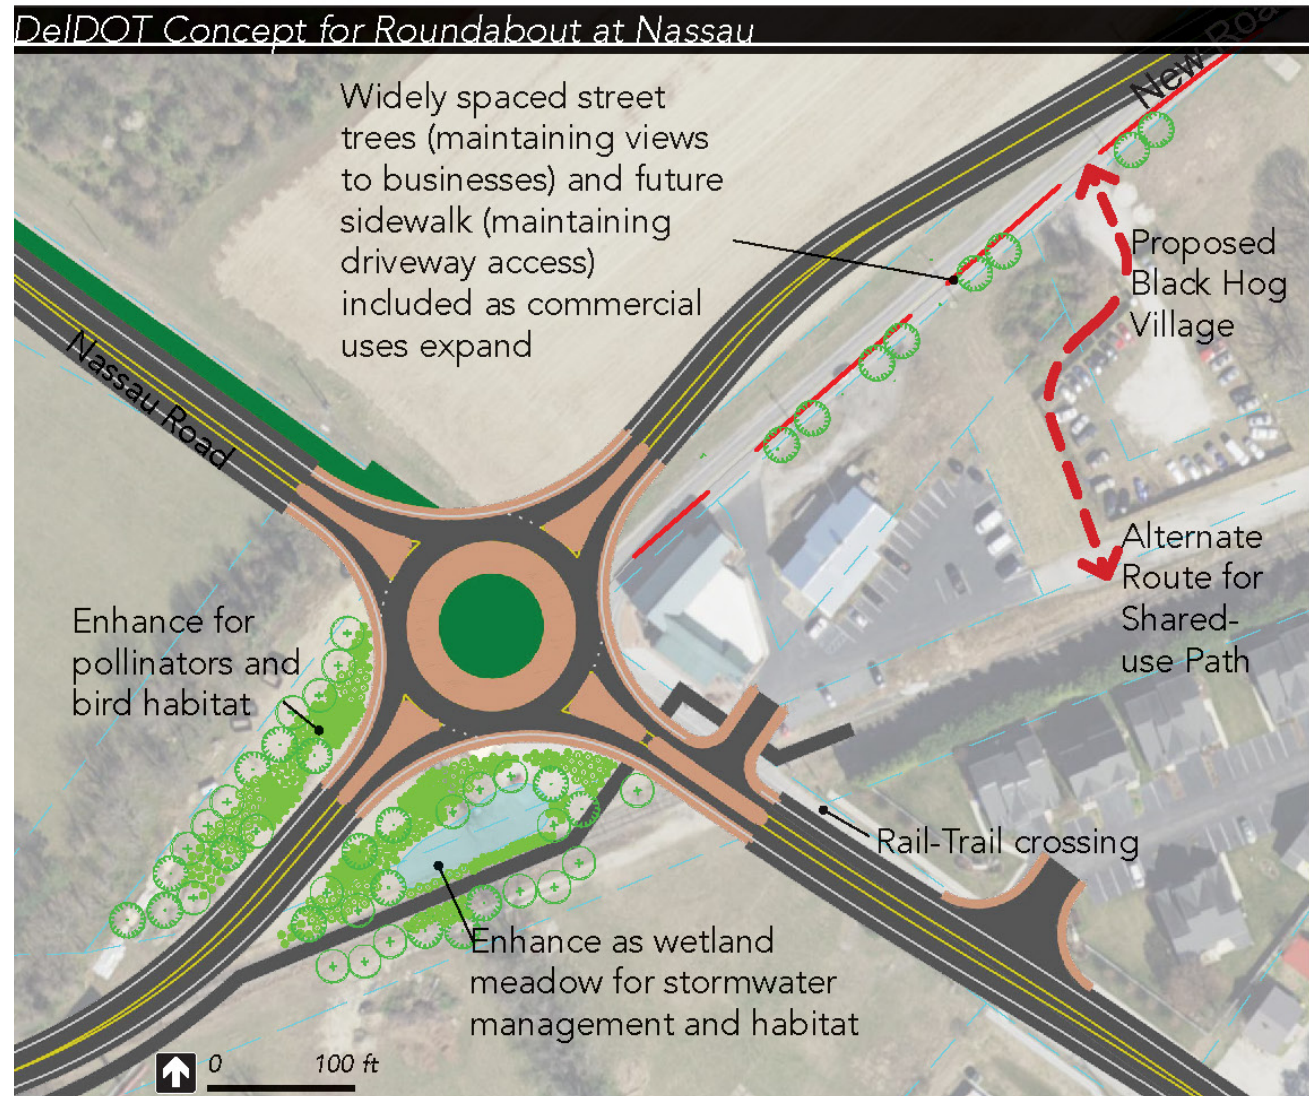 DelDOT Concept for Roundabout at Nassau
New Road
Widely spaced street
trees (maintaining views
to businesses) and future
sidewalk (maintaining
driveway access)
included as commercial
uses expand
Proposed
Black Hog
Village
Nassau Road
Alternate
Route for
Shared-
use Path
Enhance for
pollinators and
bird habitat
Rail-Trail crossing
Enhance as wetland
meadow for stormwater
management and habitat
0 100 ft